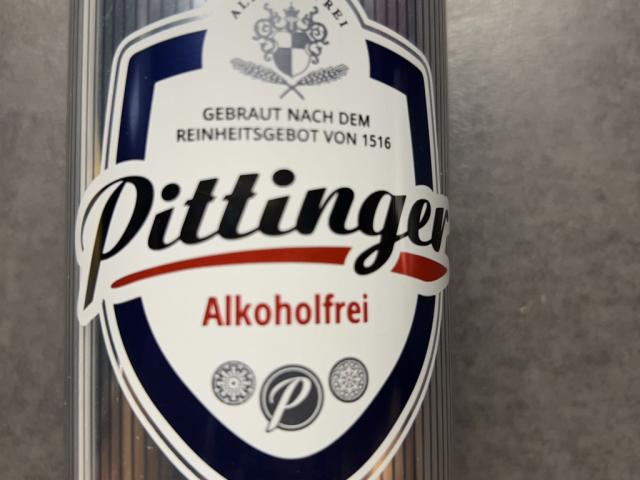 GEBRAUT NACH DEM
REINHEITSGEBOT VON 1516
Pittinger
Alkoholfrei
P